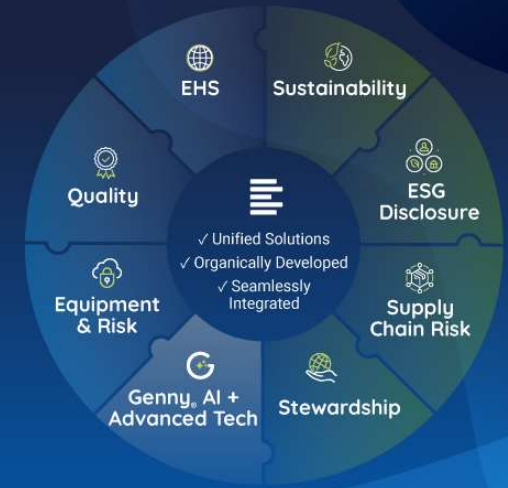 EHS
Sustainability
ESG
Disclosure
Supply
Chain Risk
Stewardship
Genny® AI +
Advanced Tech
Equipment
& Risk
Quality
✓ Unified Solutions
✓ Organically Developed
✓ Seamlessly
Integrated